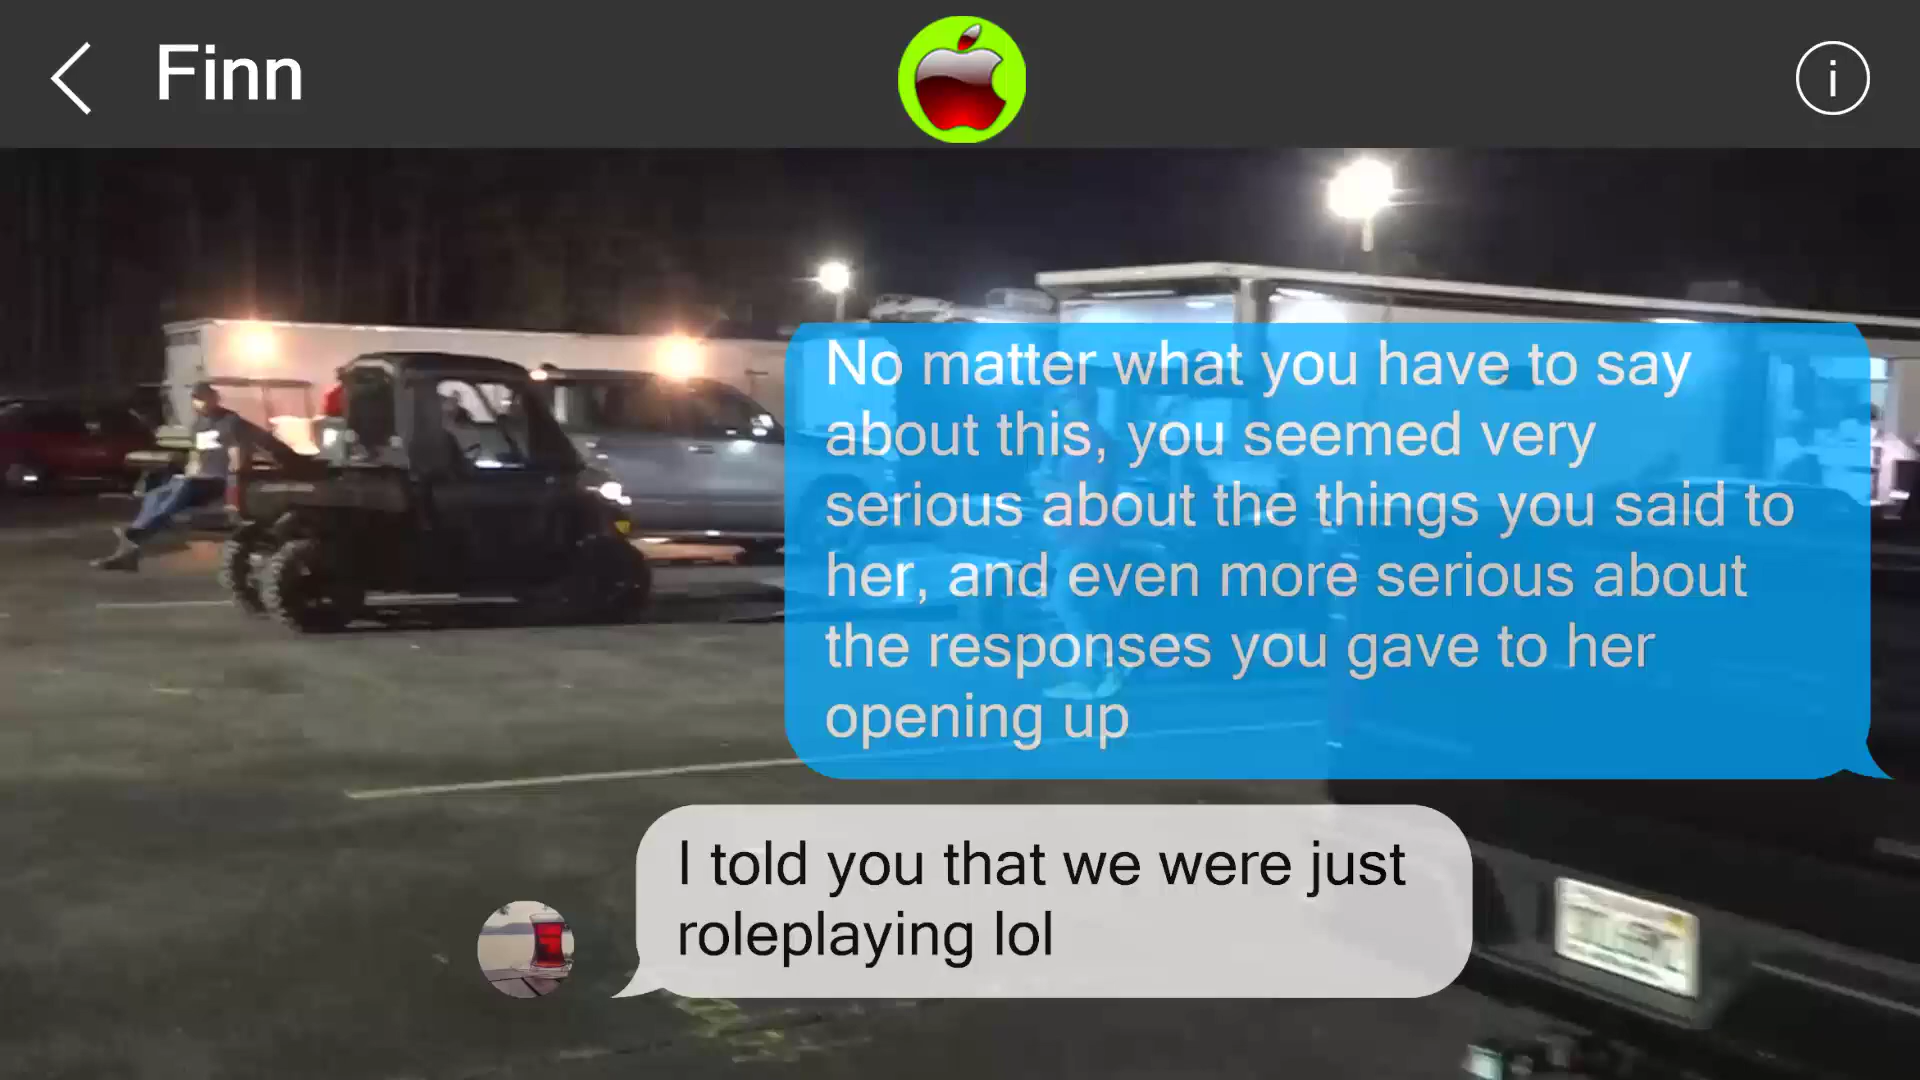 Finn
No matter what you have to say
about this, you seemed very
serious about the things you said to
her, and even more serious about
the responses you gave to her
opening up
I told you that we were just
roleplaying lol